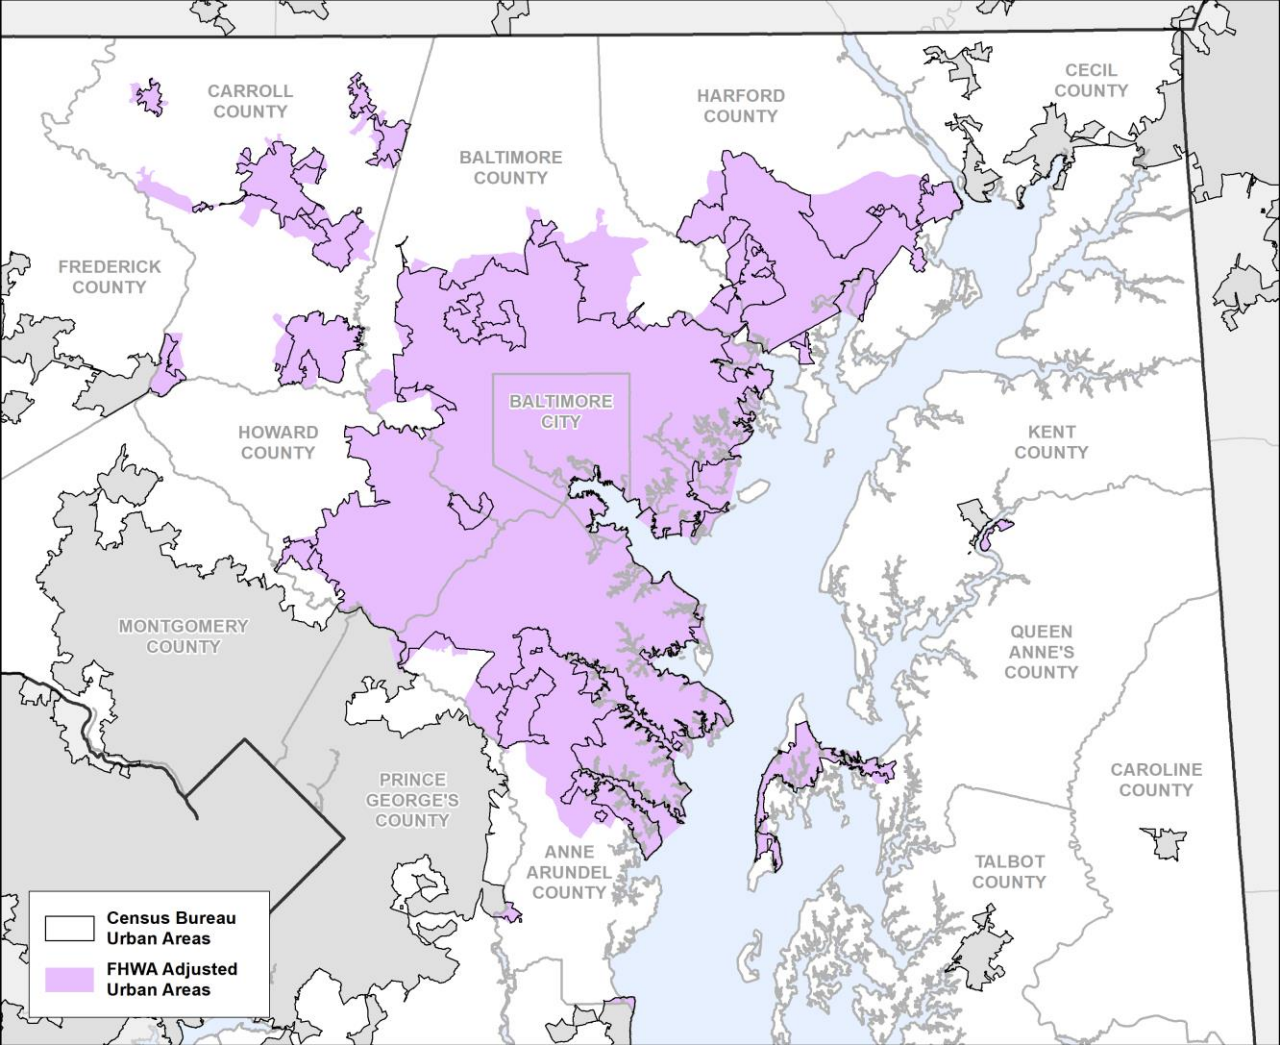 CARROLL
COUNTY
HARFORD
COUNTY
CECIL
COUNTY
BALTIMORE
COUNTY
FREDERICK
COUNTY
BALTIMORE
CITY
HOWARD
COUNTY
KENT
COUNTY
MONTGOMERY
COUNTY
QUEEN
ANNE'S
COUNTY
PRINCE
GEORGE'S
COUNTY
CAROLINE
COUNTY
ANNE
ARUNDEL
COUNTY
TALBOT
COUNTY
Census Bureau
Urban Areas
FHWA Adjusted
Urban Areas